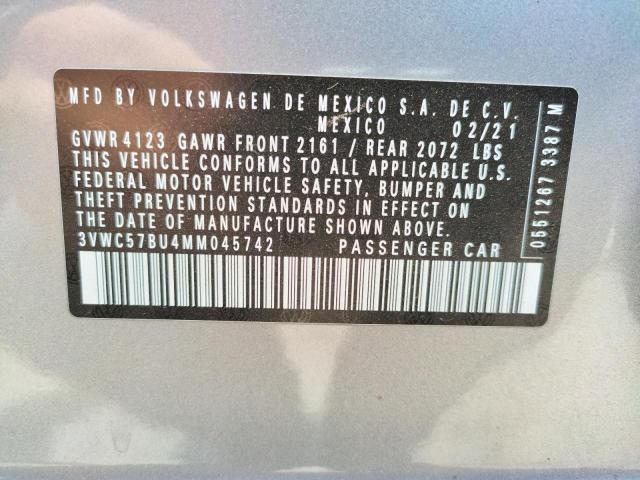 MFD BY VOLKSWAGEN DE MEXICO S.A. DE C.V.
MEXICO 02/21
GVWR 4123 GAWR FRONT 2161 / REAR 2072 LBS
THIS VEHICLE CONFORMS TO ALL APPLICABLE U.S.
FEDERAL MOTOR VEHICLE SAFETY, BUMPER AND
THEFT PREVENTION STANDARDS IN EFFECT ON
THE DATE OF MANUFACTURE SHOWN ABOVE.
3VWC57BU4MM045742 PASSENGER CAR
0551267 3387 M